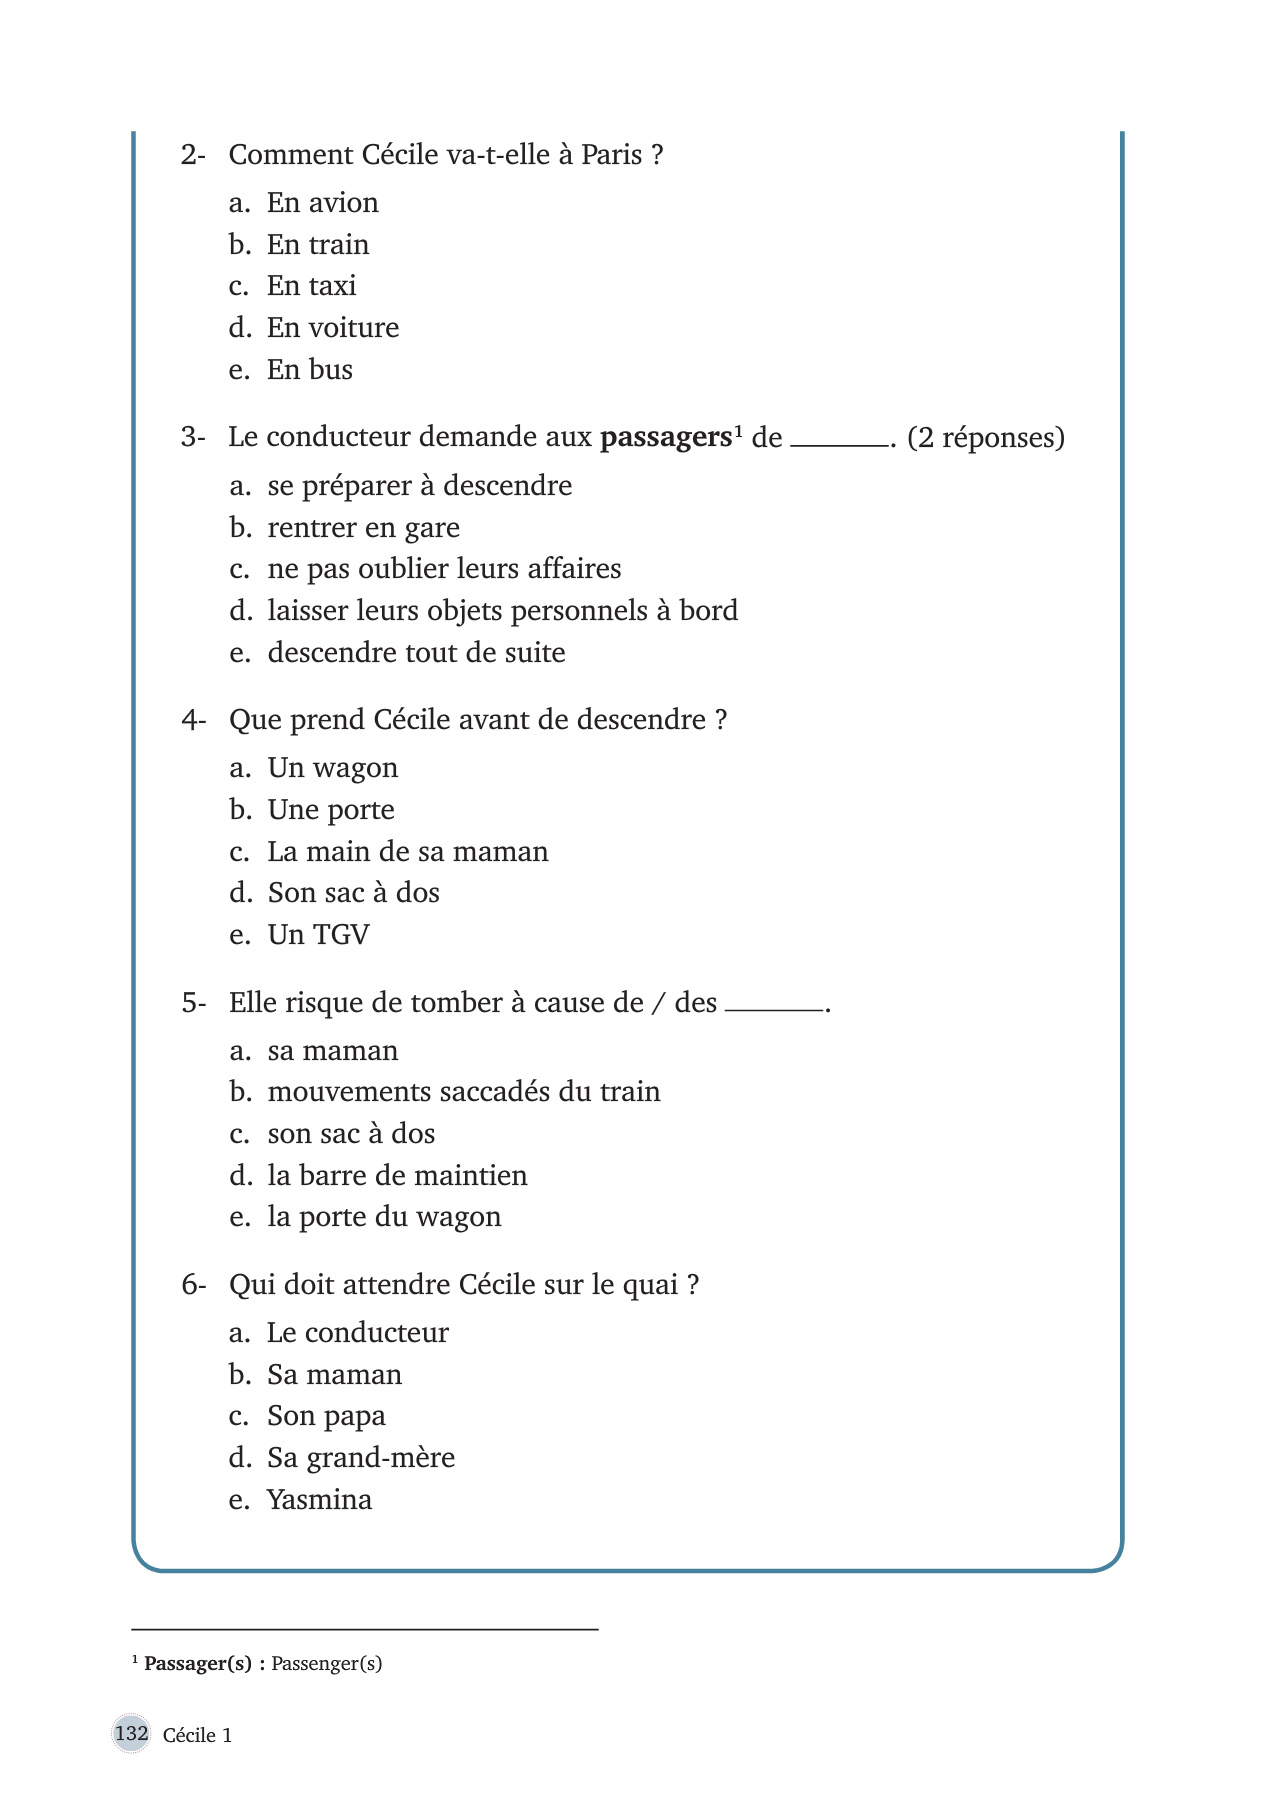 2- Comment Cécile va-t-elle à Paris ?
a. En avion
b. En train
c. En taxi
d. En voiture
e. En bus
3- Le conducteur demande aux passagers¹ de ______. (2 réponses)
a. se préparer à descendre
b. rentrer en gare
c. ne pas oublier leurs affaires
d. laisser leurs objets personnels à bord
e. descendre tout de suite
4- Que prend Cécile avant de descendre ?
a. Un wagon
b. Une porte
c. La main de sa maman
d. Son sac à dos
e. Un TGV
5- Elle risque de tomber à cause de / des ______.
a. sa maman
b. mouvements saccadés du train
c. son sac à dos
d. la barre de maintien
e. la porte du wagon
6- Qui doit attendre Cécile sur le quai ?
a. Le conducteur
b. Sa maman
c. Son papa
d. Sa grand-mère
e. Yasmina
¹ Passager(s) : Passenger(s)
132 Cécile 1